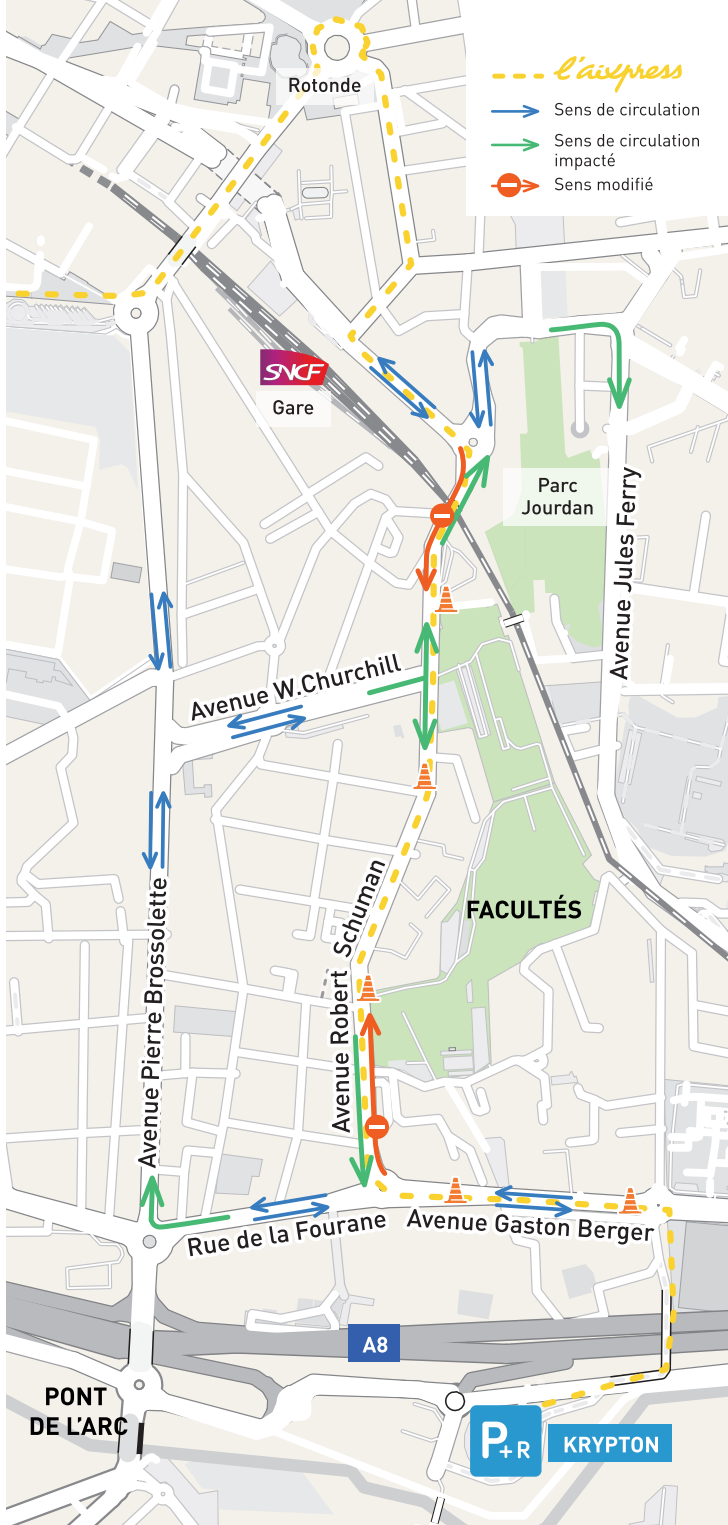 l'aixpress
Sens de circulation
Sens de circulation
impacté
Sens modifié
Rotonde
SNCF
Gare
Parc
Jourdan
Avenue Jules Ferry
Avenue W.Churchill
FACULTÉS
Avenue Robert Schuman
Avenue Pierre Brossolette
Rue de la Fourane
Avenue Gaston Berger
A8
PONT
DE L'ARC
P+R
KRYPTON